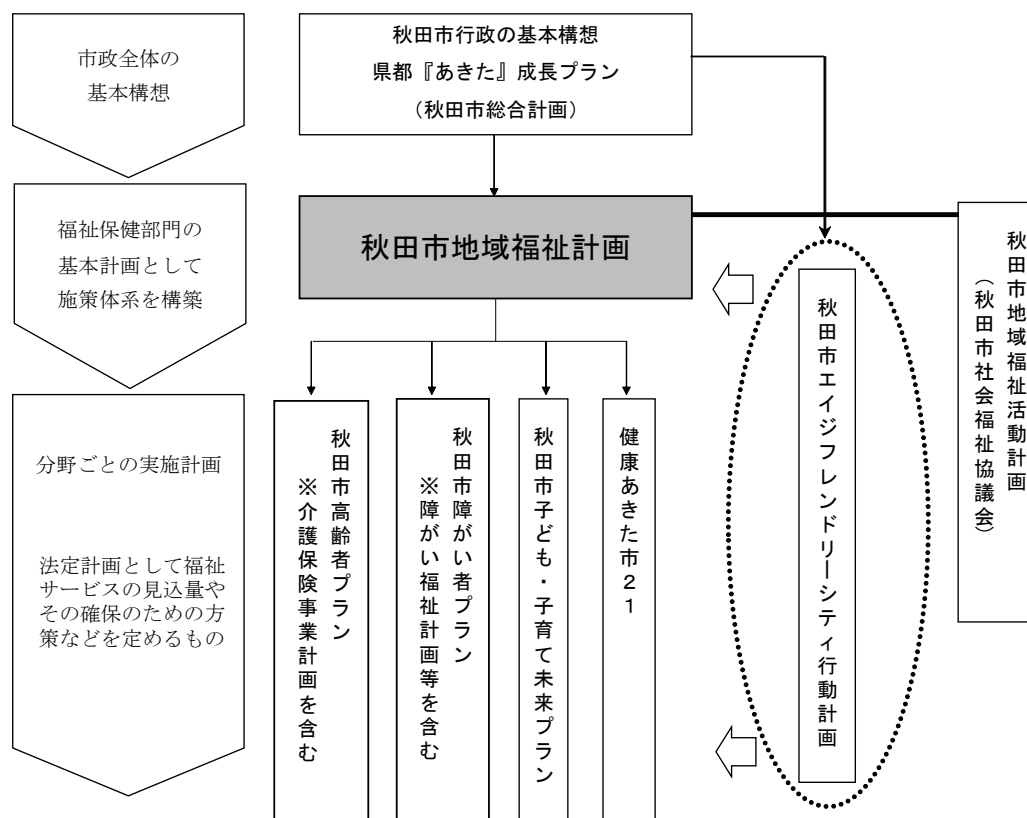 市政全体の
基本構想
秋田市行政の基本構想
県都『あきた』成長プラン
（秋田市総合計画）
福祉保健部門の
基本計画として
施策体系を構築
秋田市地域福祉計画
分野ごとの実施計画
法定計画として福祉
サービスの見込量や
その確保のための方
策などを定めるもの
秋田市高齢者プラン
※介護保険事業計画を含む
秋田市障がい者プラン
※障がい福祉計画等を含む
秋田市子ども・子育て未来プラン
健康あきた市２１
秋田市エイジフレンドリーシティ行動計画
秋田市地域福祉活動計画
（秋田市社会福祉協議会）